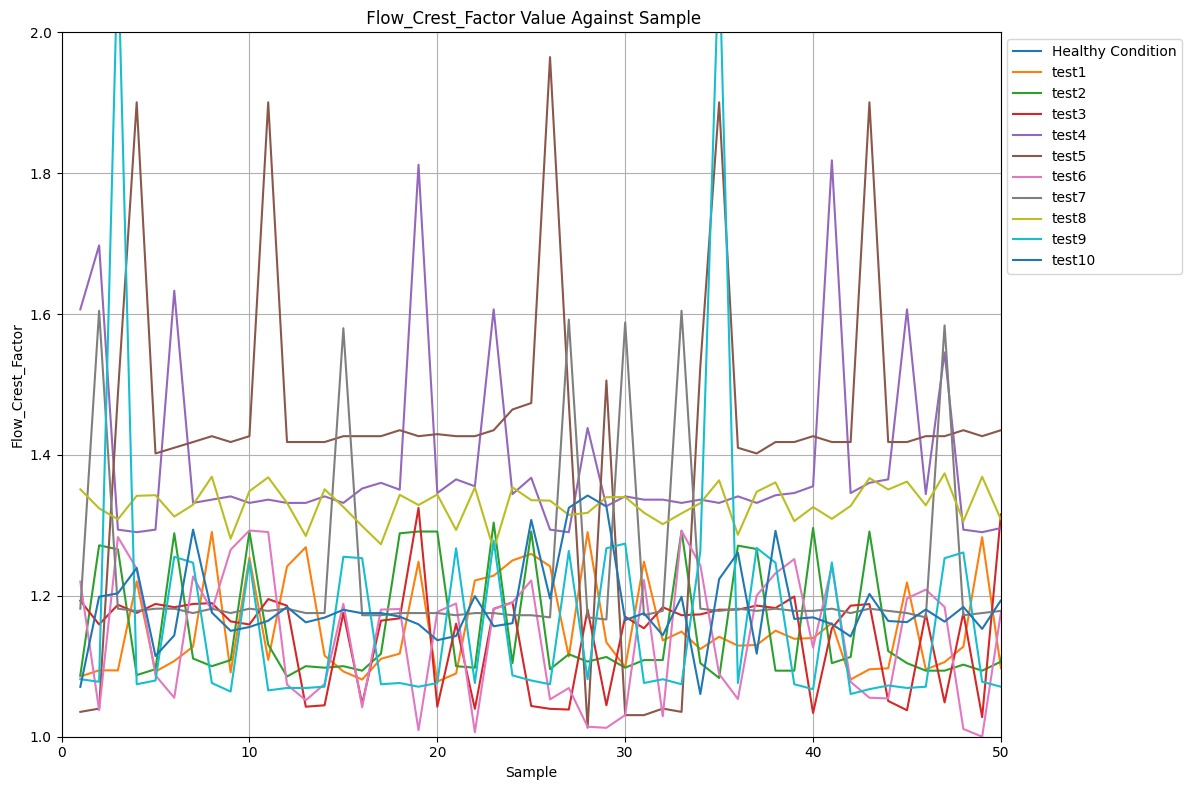 Flow_Crest_Factor Value Against Sample
2.0
1.8
1.6
1.4
1.2
1.0
Flow_Crest_Factor
0 10 20 30 40 50
Sample
Healthy Condition
test1
test2
test3
test4
test5
test6
test7
test8
test9
test10